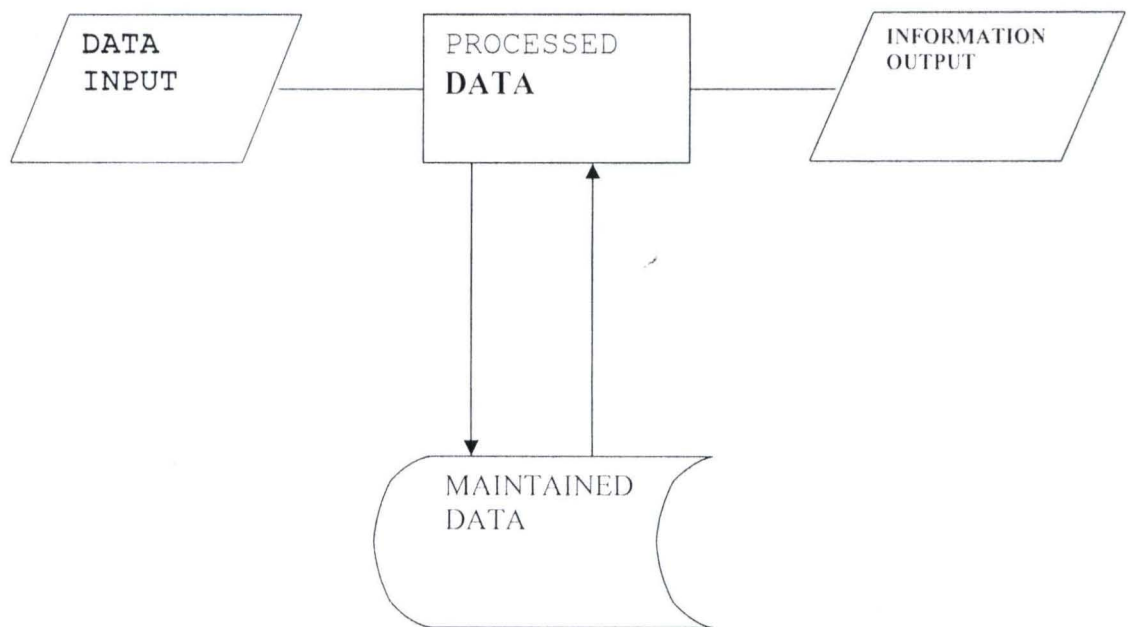 DATA
INPUT
PROCESSED
DATA
INFORMATION
OUTPUT
MAINTAINED
DATA